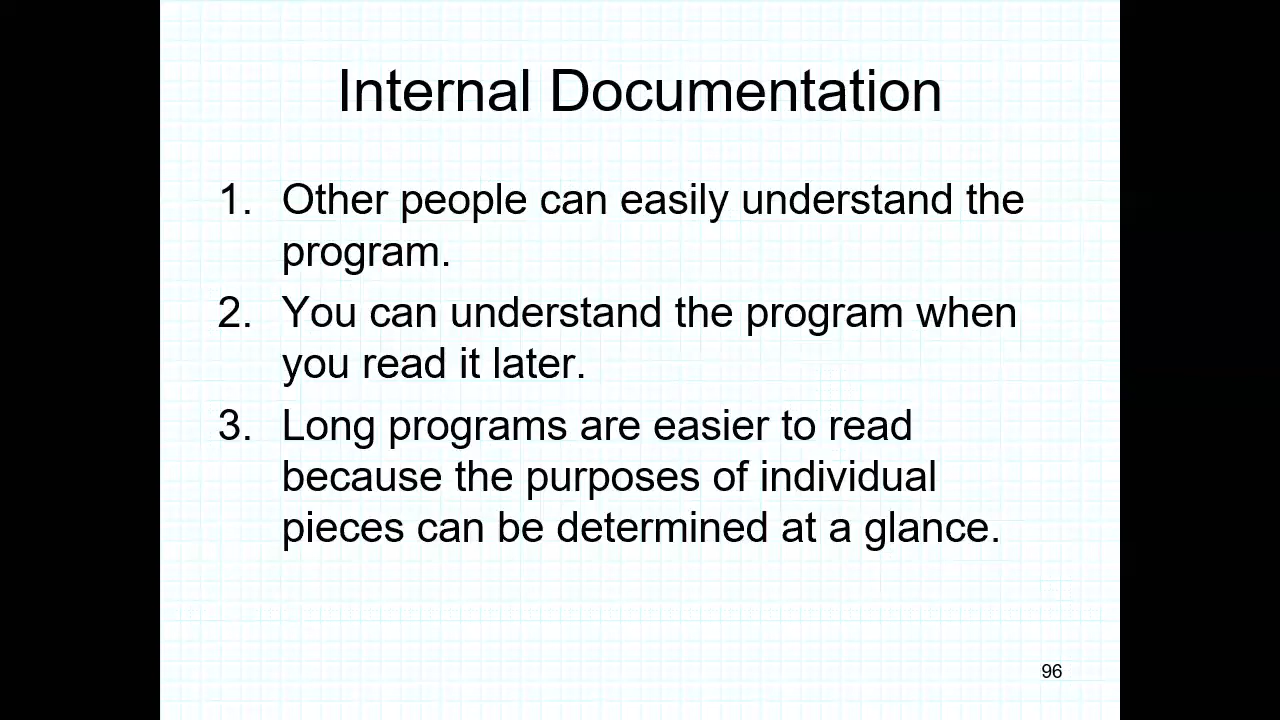 Internal Documentation
1. Other people can easily understand the
program.
2. You can understand the program when
you read it later.
3. Long programs are easier to read
because the purposes of individual
pieces can be determined at a glance.
96